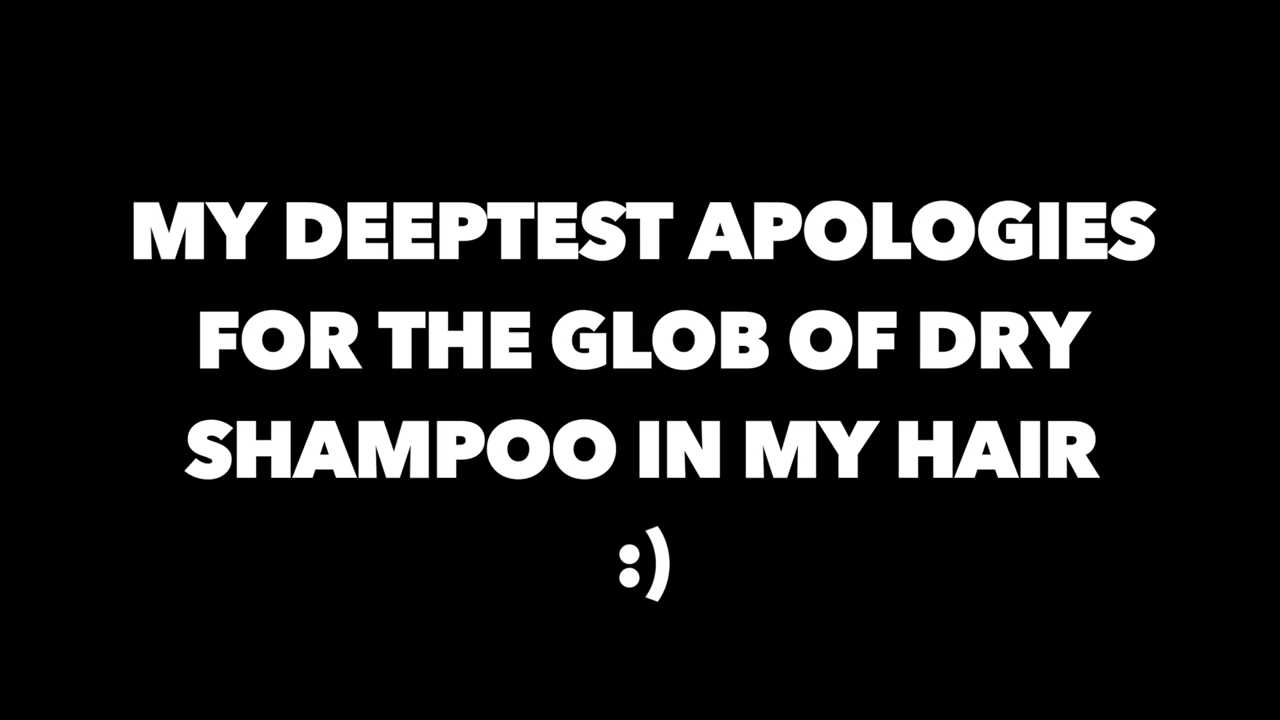 MY DEEPTEST APOLOGIES
FOR THE GLOB OF DRY
SHAMPOO IN MY HAIR
:)